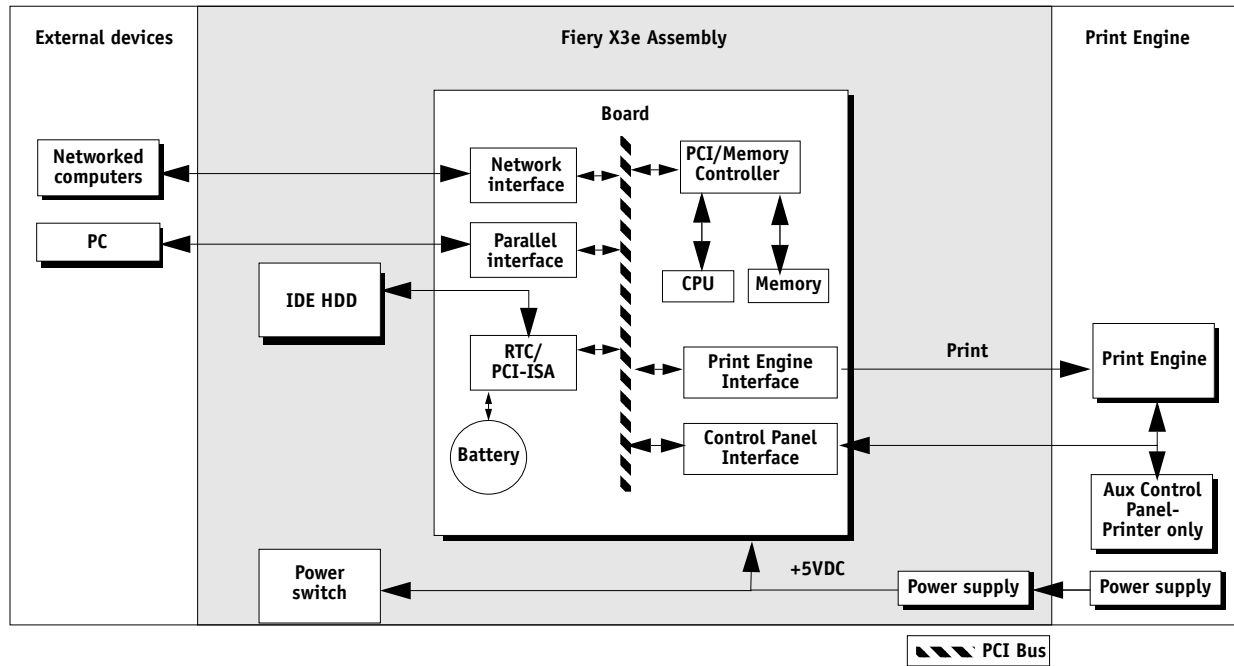 External devices
Fiery X3e Assembly
Print Engine
Board
Networked
computers
Network
interface
PCI/Memory
Controller
PC
Parallel
interface
CPU
Memory
IDE HDD
RTC/
PCI-ISA
Print Engine
Interface
Print
Print Engine
Battery
Control Panel
Interface
Aux Control
Panel-
Printer only
Power
switch
+5VDC
Power supply
Power supply
PCI Bus